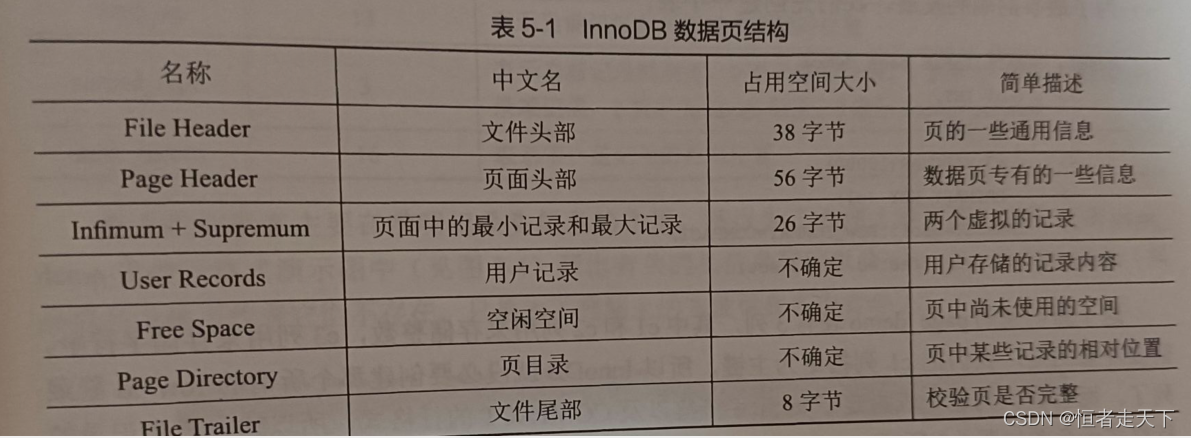 表 5-1 InnoDB 数据页结构
名称 中文名 占用空间大小 简单描述
File Header 文件头部 38 字节 页的一些通用信息
Page Header 页面头部 56 字节 数据页专有的一些信息
Infimum + Supremum 页面中的最小记录和最大记录 26 字节 两个虚拟的记录
User Records 用户记录 不确定 用户存储的记录内容
Free Space 空闲空间 不确定 页中尚未使用的空间
Page Directory 页目录 不确定 页中某些记录的相对位置
File Trailer 文件尾部 8 字节 校验页是否完整
CSDN @恒者走天下